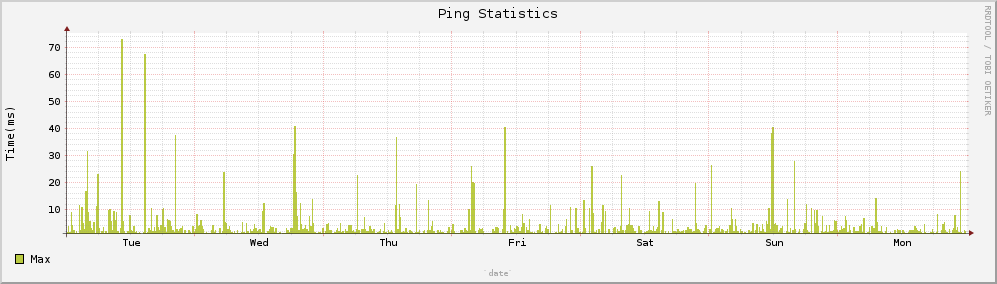 Ping Statistics
RRDTOOL / TOBI OETIKER
Time(ms)
70
60
50
40
30
20
10
Tue Wed Thu Fri Sat Sun Mon
Max
`date`